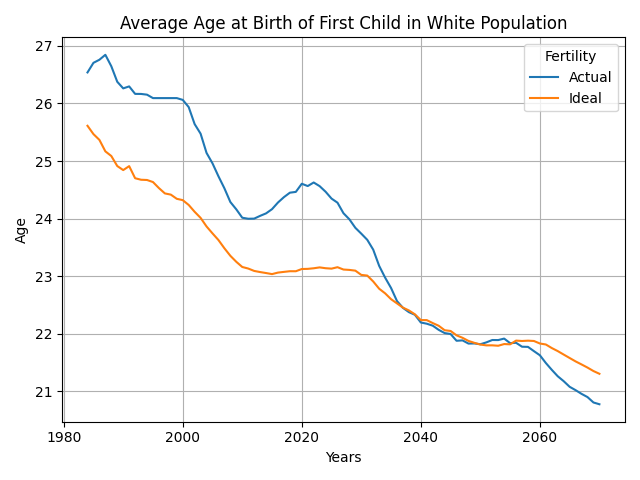 Average Age at Birth of First Child in White Population
Fertility
Actual
Ideal
Age
27
26
25
24
23
22
21
1980
2000
2020
2040
2060
Years